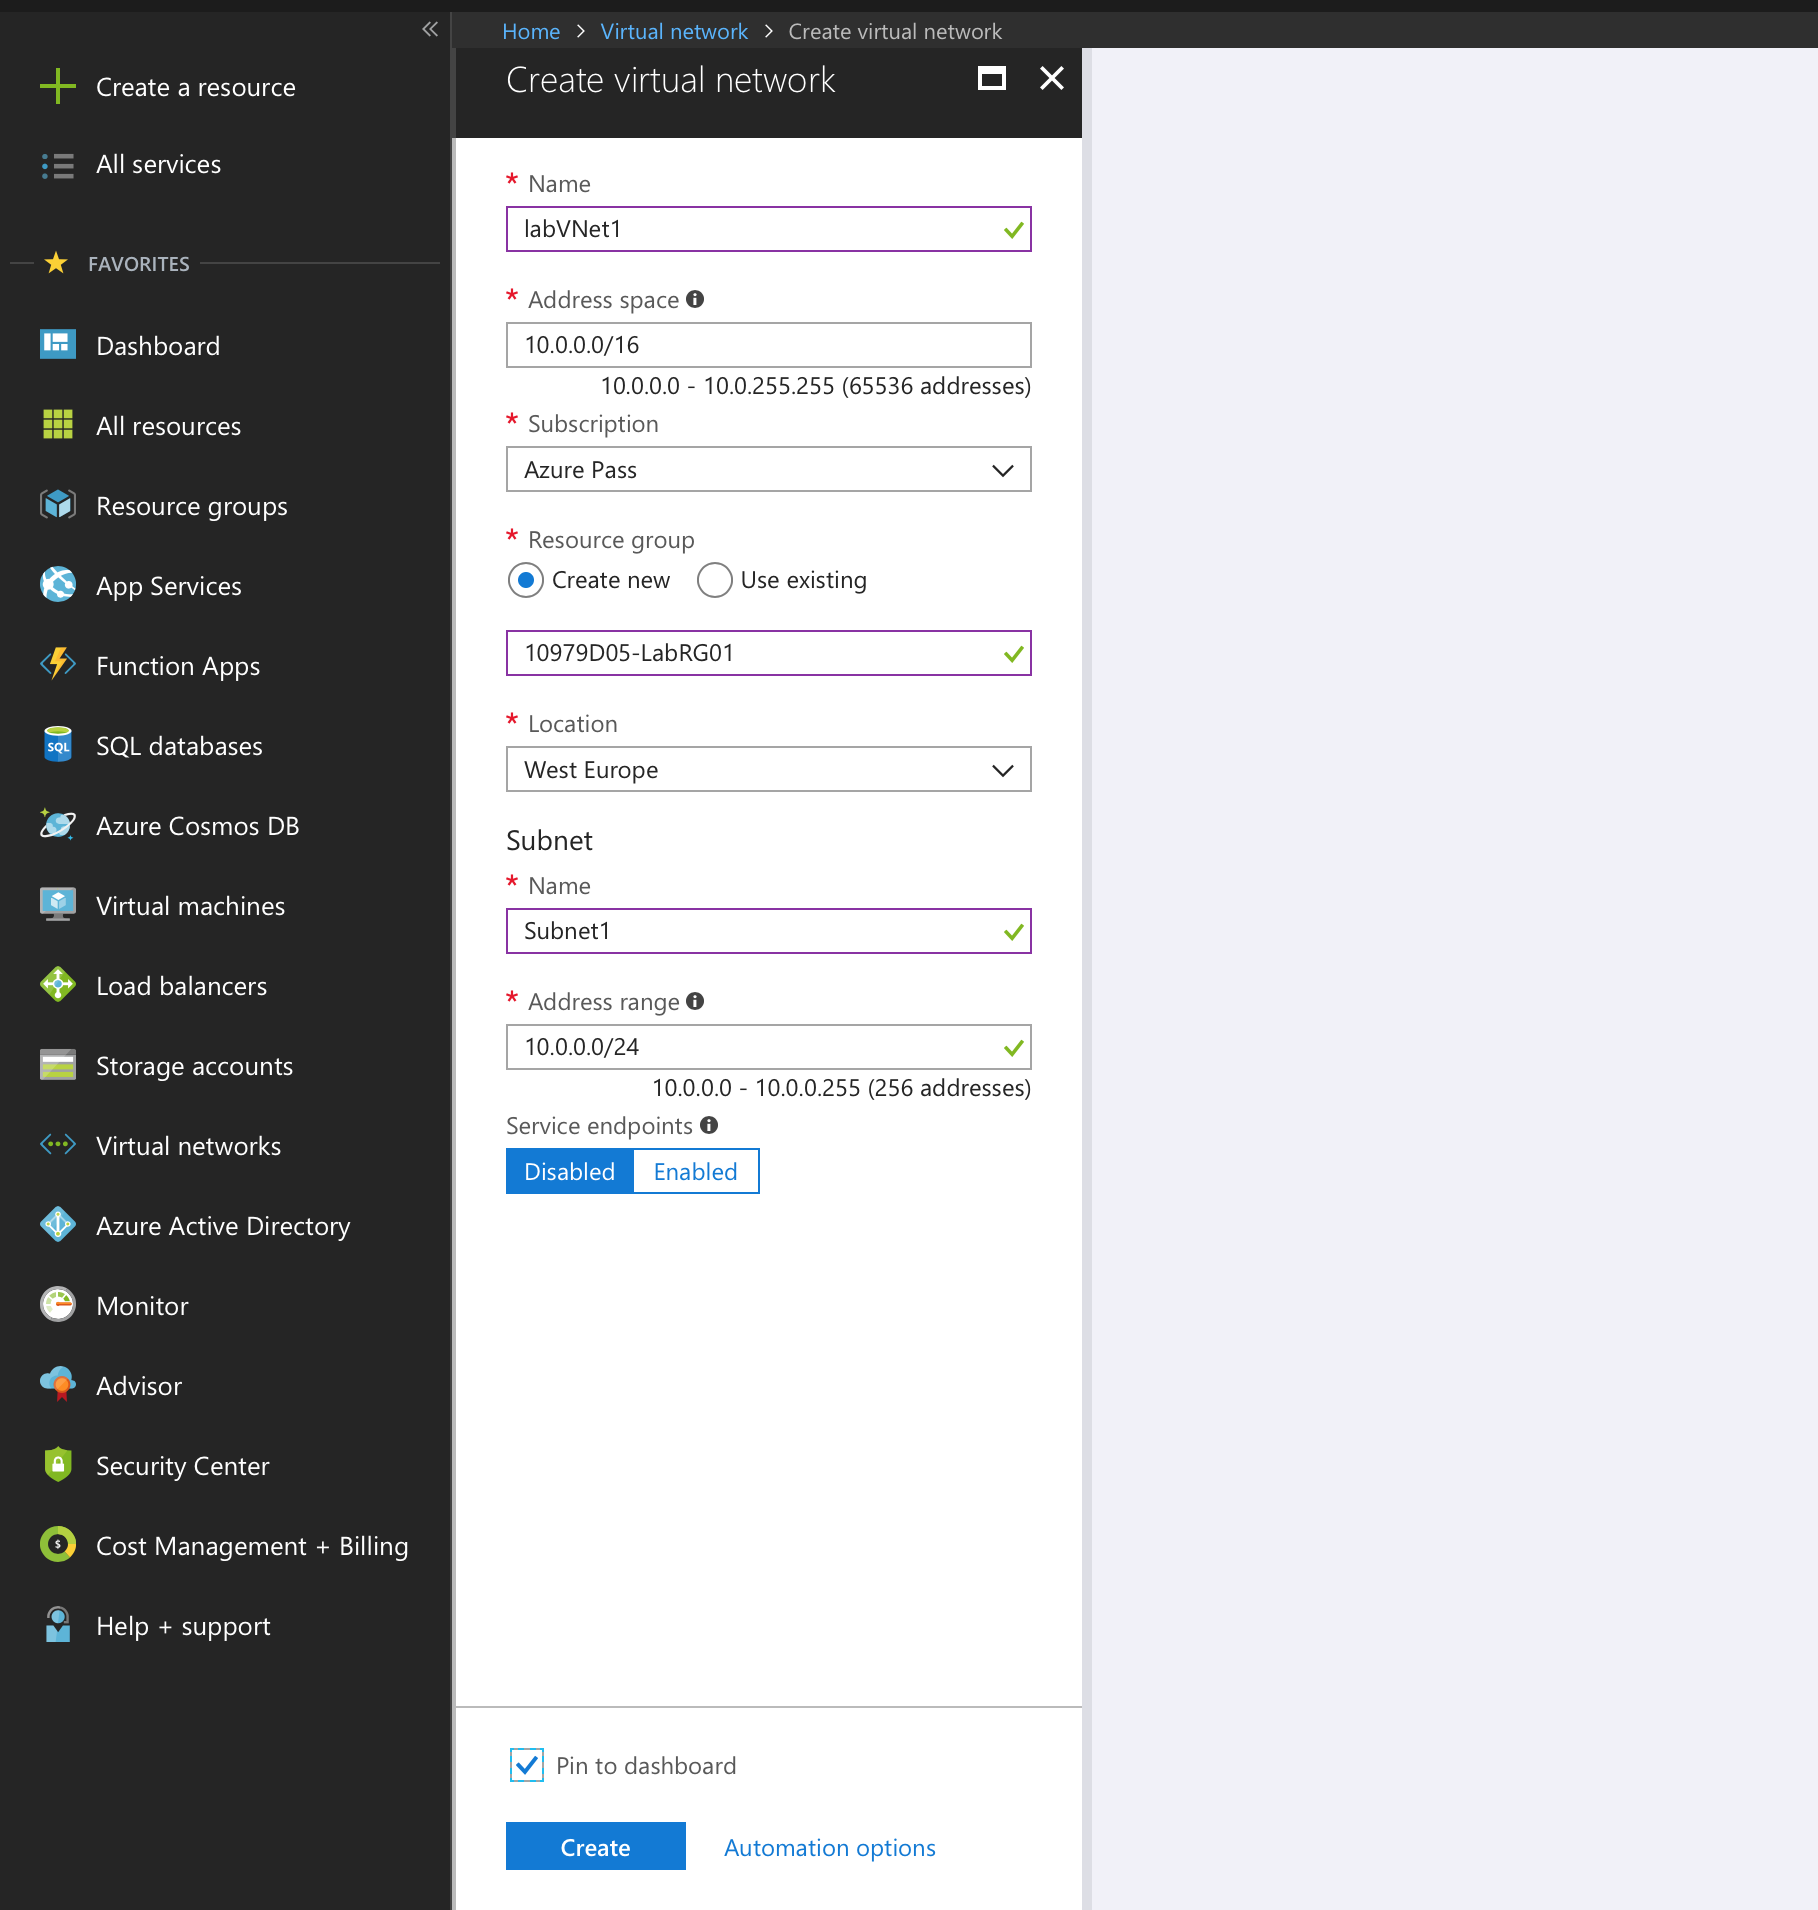 Home > Virtual network > Create virtual network
Create a resource
All services
FAVORITES
Dashboard
All resources
Resource groups
App Services
Function Apps
SQL
SQL databases
Azure Cosmos DB
Virtual machines
Load balancers
Storage accounts
Virtual networks
Azure Active Directory
Monitor
Advisor
Security Center
$
Cost Management + Billing
Help + support
Create virtual network
* Name
labVNet1
* Address space
10.0.0.0/16
10.0.0.0 - 10.0.255.255 (65536 addresses)
* Subscription
Azure Pass
* Resource group
Create new Use existing
10979D05-LabRG01
* Location
West Europe
Subnet
* Name
Subnet1
* Address range
10.0.0.0/24
10.0.0.0 - 10.0.0.255 (256 addresses)
Service endpoints
Disabled Enabled
Pin to dashboard
Create Automation options